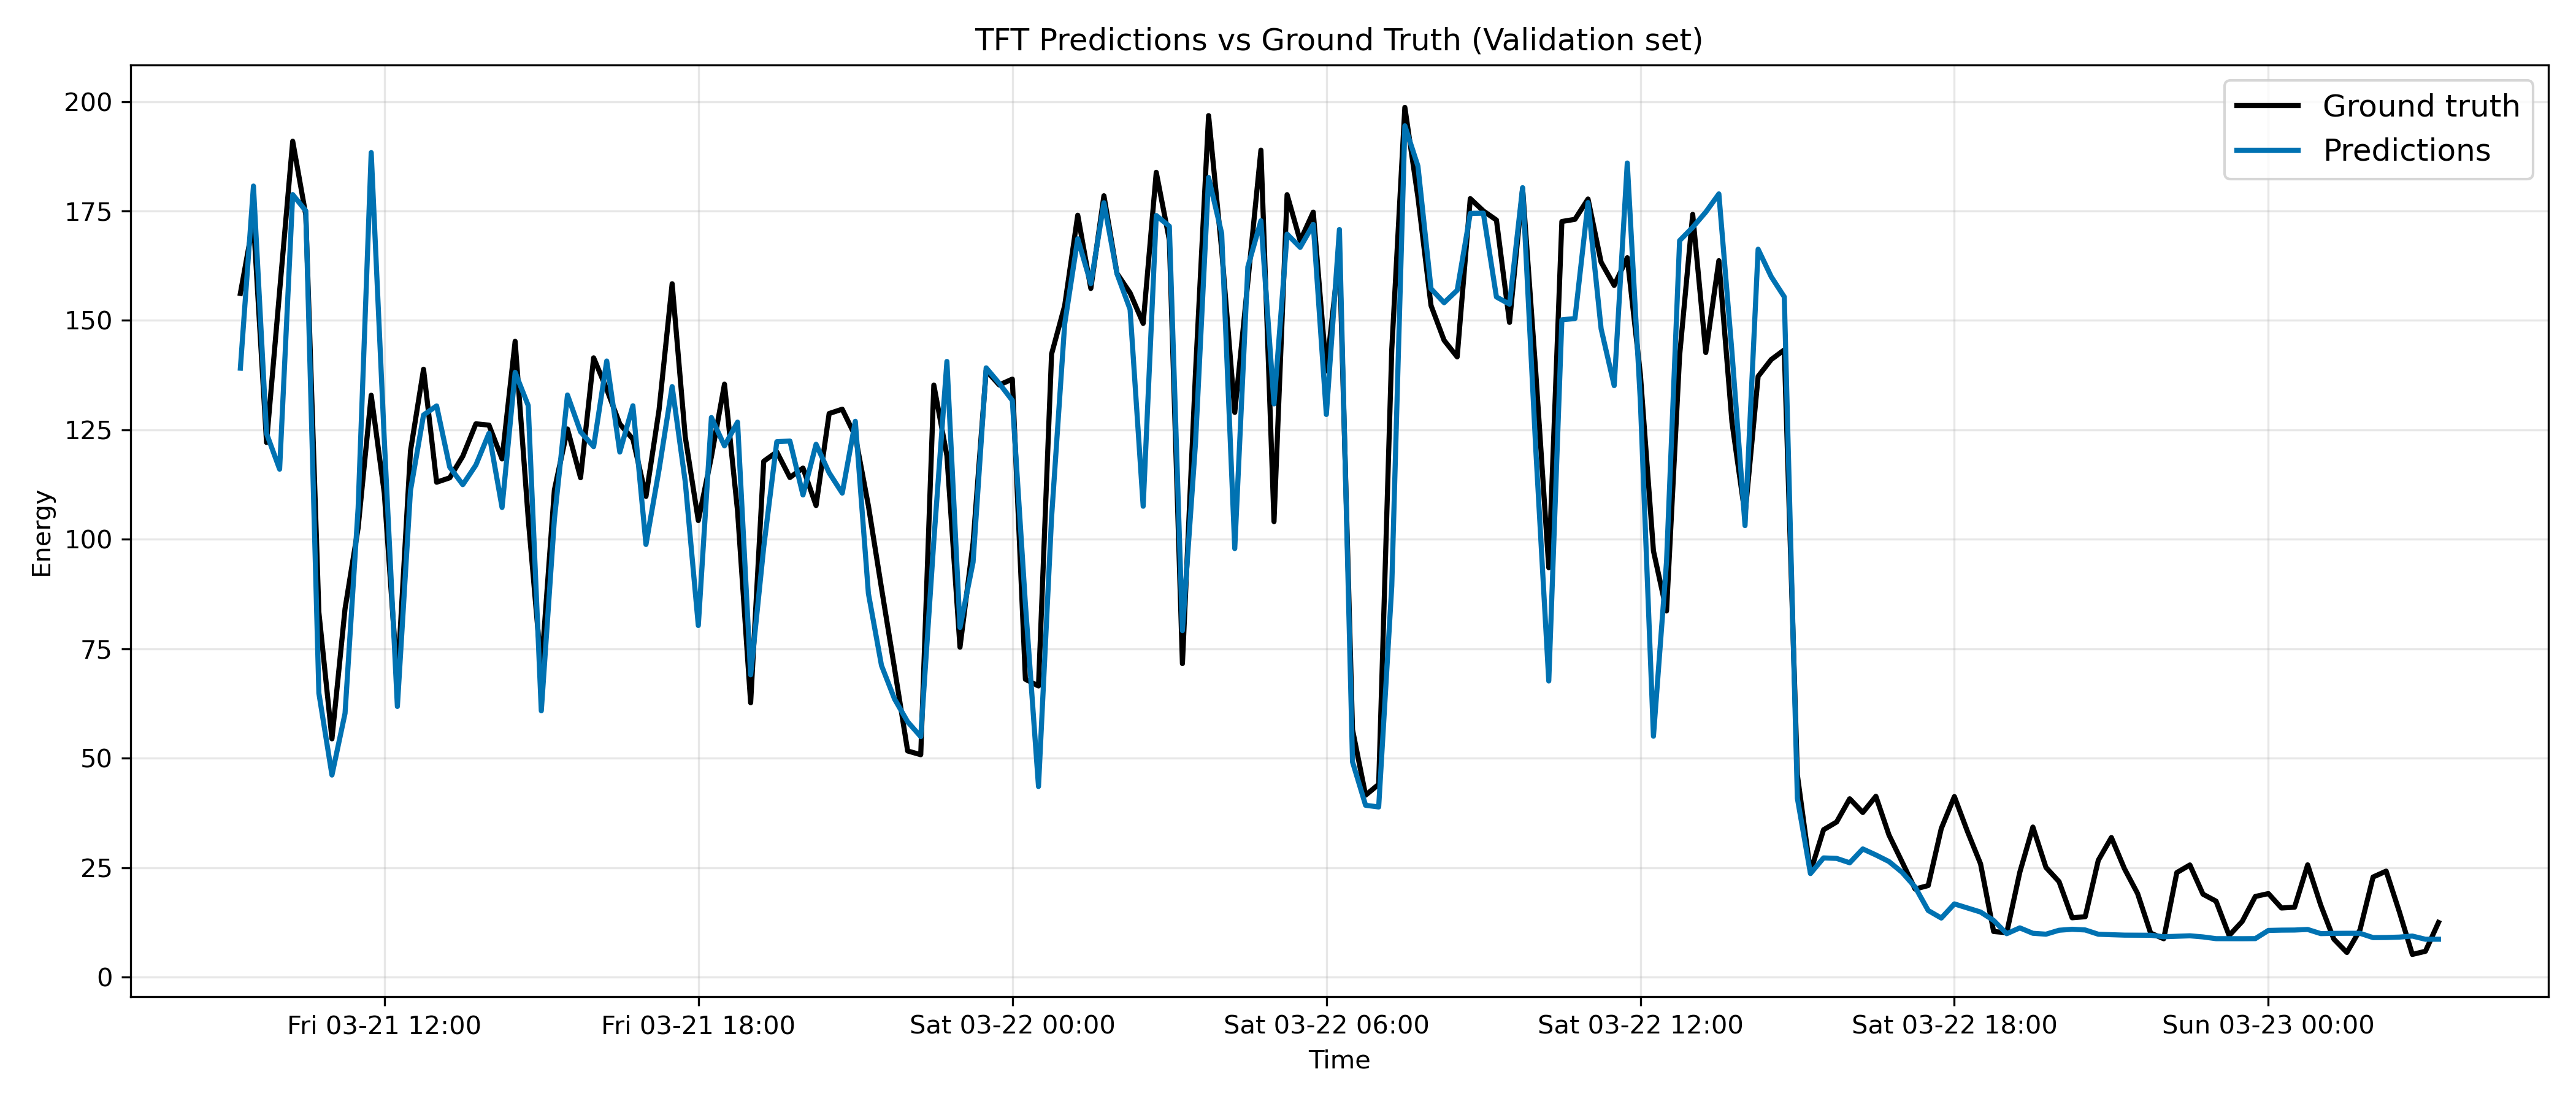 TFT Predictions vs Ground Truth (Validation set)
Ground truth
Predictions
200
175
150
125
100
75
50
25
0
Energy
Fri 03-21 12:00
Fri 03-21 18:00
Sat 03-22 00:00
Sat 03-22 06:00
Sat 03-22 12:00
Sat 03-22 18:00
Sun 03-23 00:00
Time